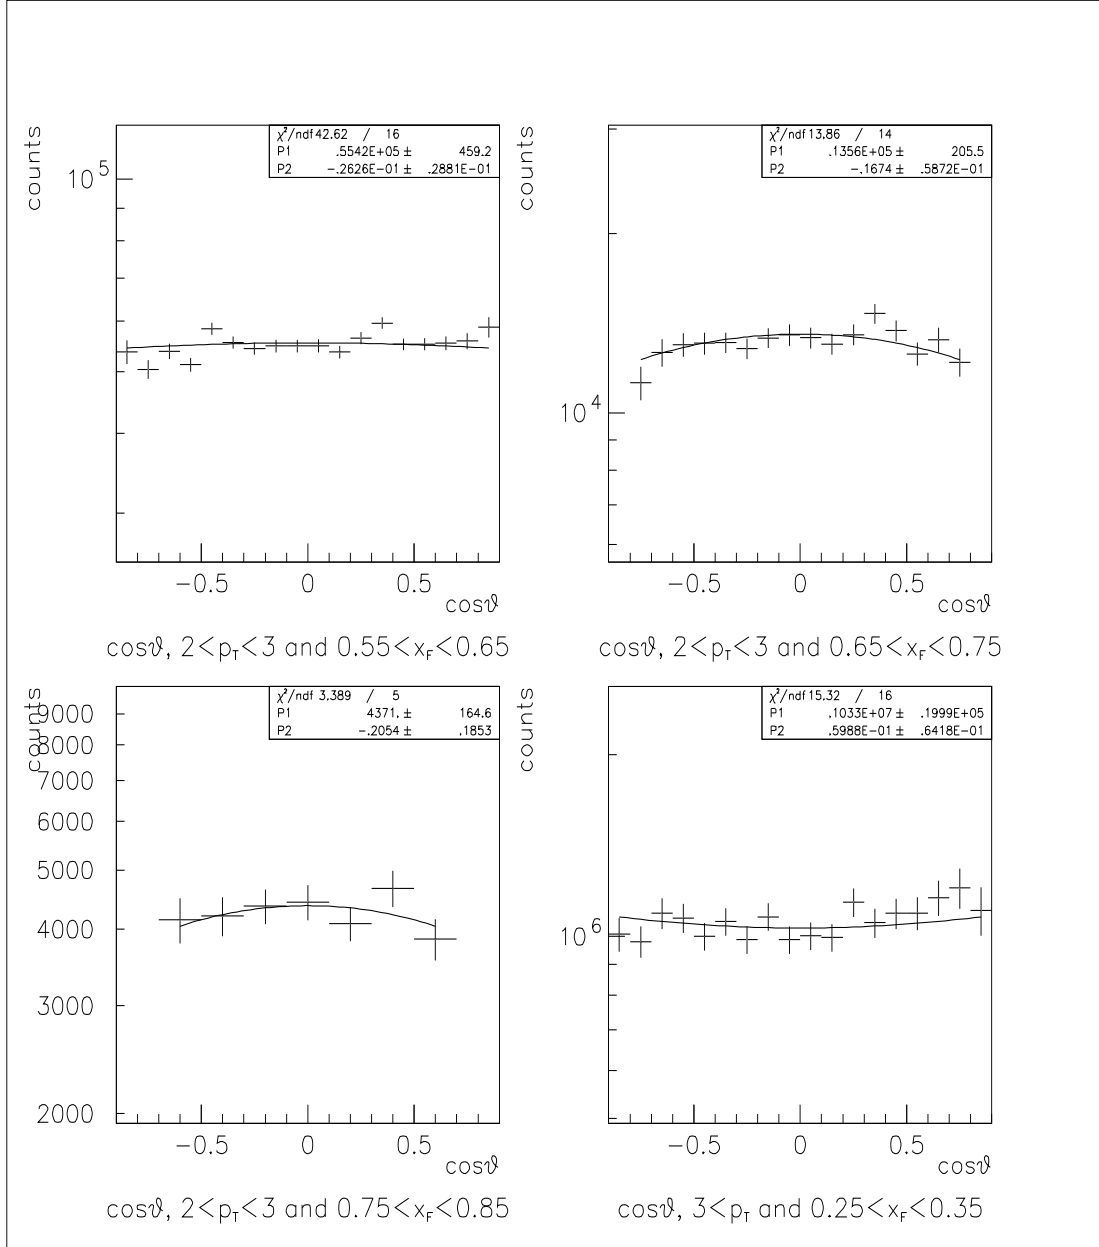 counts
10^5
χ²/ndf 42.62 / 16
P1 .5542E+05 ± 459.2
P2 -.2626E-01 ± .2881E-01
-0.5 0 0.5
cosϑ
cosϑ, 2<p_T<3 and 0.55<x_F<0.65
counts
10^4
χ²/ndf 13.86 / 14
P1 .1356E+05 ± 205.5
P2 -.1674 ± .5872E-01
-0.5 0 0.5
cosϑ
cosϑ, 2<p_T<3 and 0.65<x_F<0.75
counts
9000
8000
7000
6000
5000
4000
3000
2000
χ²/ndf 3.389 / 5
P1 4371. ± 164.6
P2 -.2054 ± .1853
-0.5 0 0.5
cosϑ
cosϑ, 2<p_T<3 and 0.75<x_F<0.85
counts
10^6
χ²/ndf 15.32 / 16
P1 .1033E+07 ± .1999E+05
P2 .5988E-01 ± .6418E-01
-0.5 0 0.5
cosϑ
cosϑ, 3<p_T and 0.25<x_F<0.35